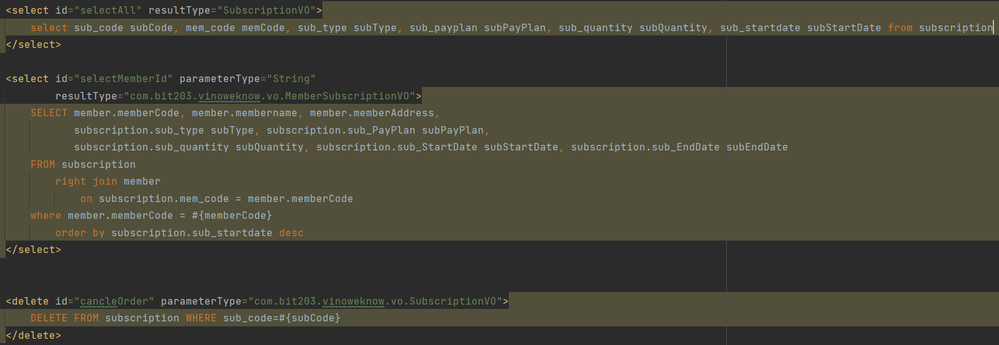 <select id="selectAll" resultType="SubscriptionVO">
    select sub_code subCode, mem_code memCode, sub_type subType, sub_payplan subPayPlan, sub_quantity subQuantity, sub_startdate subStartDate from subscription
</select>

<select id="selectMemberId" parameterType="String"
        resultType="com.bit203.vinoweknow.vo.MemberSubscriptionVO">
    SELECT member.memberCode, member.membername, member.memberAddress,
           subscription.sub_type subType, subscription.sub_PayPlan subPayPlan,
           subscription.sub_quantity subQuantity, subscription.sub_StartDate subStartDate, subscription.sub_EndDate subEndDate
    FROM subscription
        right join member
            on subscription.mem_code = member.memberCode
    where member.memberCode = #{memberCode}
        order by subscription.sub_startdate desc
</select>

<delete id="cancleOrder" parameterType="com.bit203.vinoweknow.vo.SubscriptionVO">
    DELETE FROM subscription WHERE sub_code=#{subCode}
</delete>